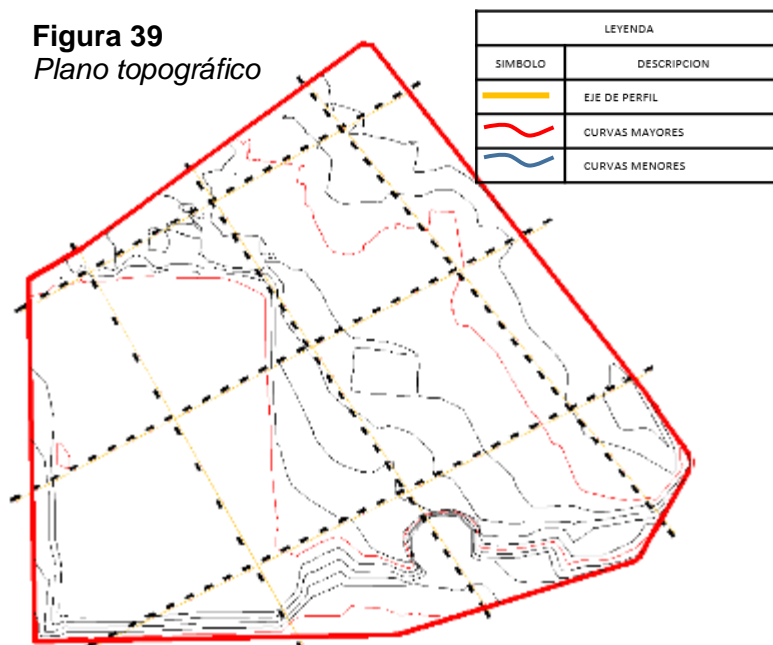 Figura 39
Plano topográfico
LEYENDA
SIMBOLO DESCRIPCION
EJE DE PERFIL
CURVAS MAYORES
CURVAS MENORES